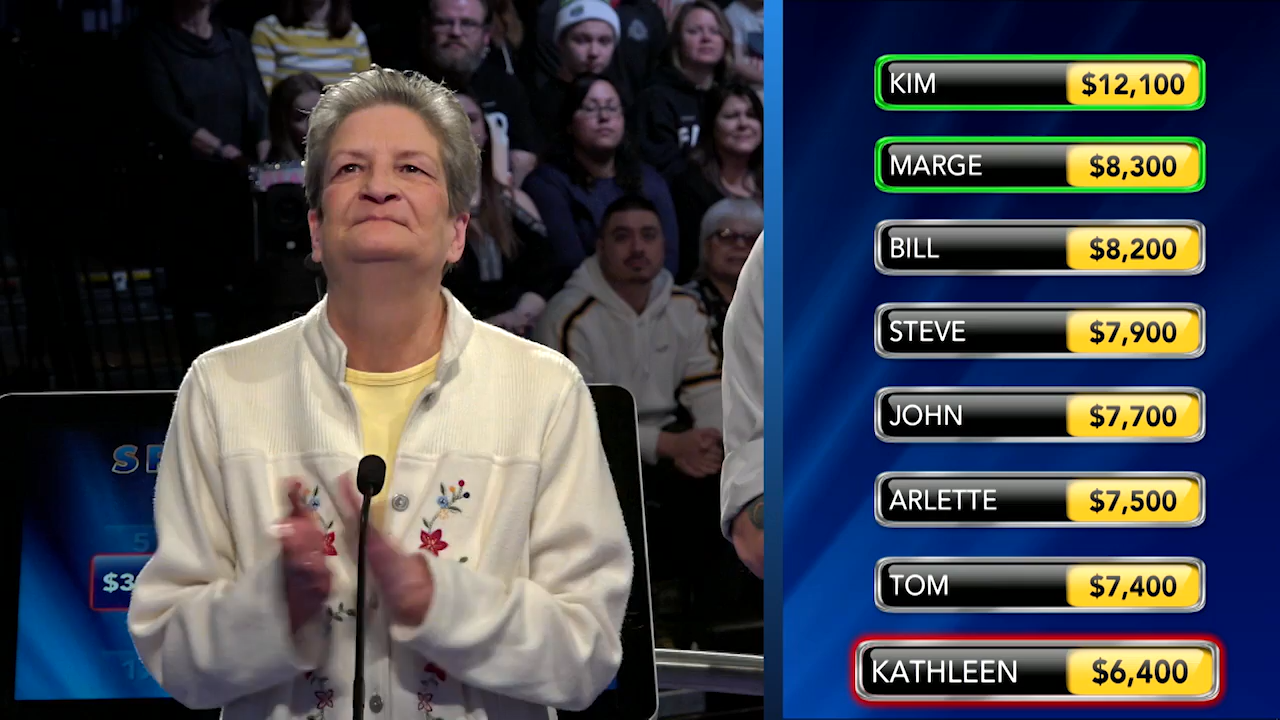 KIM $12,100
MARGE $8,300
BILL $8,200
STEVE $7,900
JOHN $7,700
ARLETTE $7,500
TOM $7,400
KATHLEEN $6,400